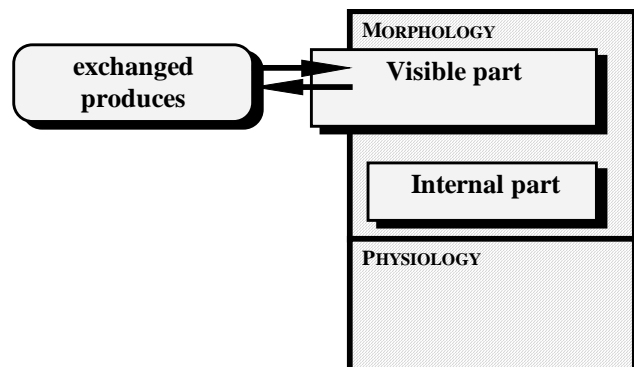 MORPHOLOGY
exchanged
produces
Visible part
Internal part
PHYSIOLOGY